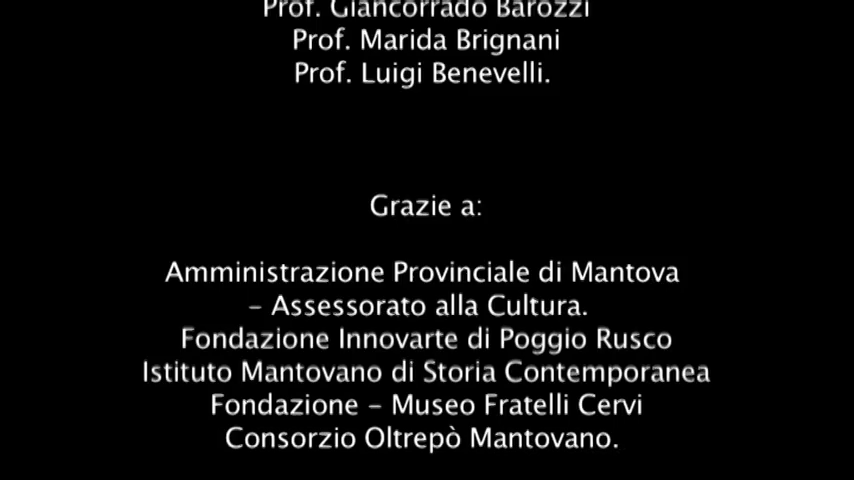 Prof. Giancorrado Barozzi
Prof. Marida Brignani
Prof. Luigi Benevelli.
Grazie a:
Amministrazione Provinciale di Mantova
- Assessorato alla Cultura.
Fondazione Innovarte di Poggio Rusco
Istituto Mantovano di Storia Contemporanea
Fondazione - Museo Fratelli Cervi
Consorzio Oltrepò Mantovano.